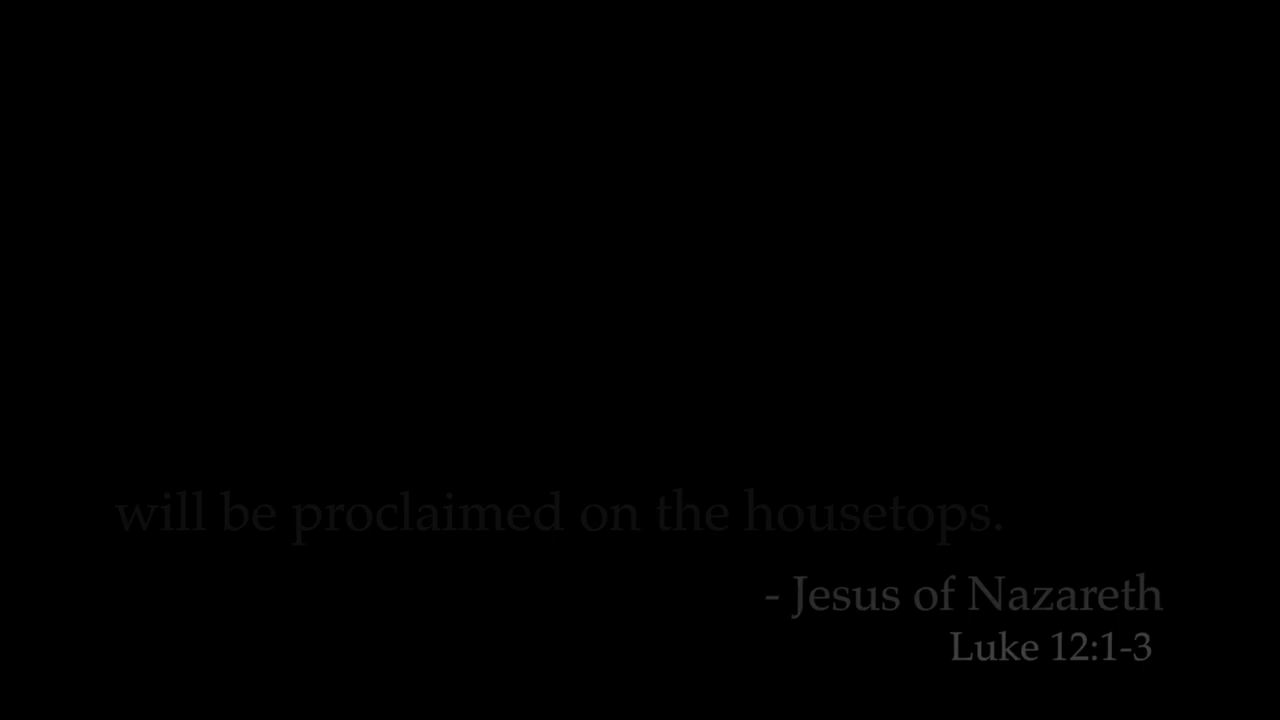 will be proclaimed on the housetops.
- Jesus of Nazareth
Luke 12:1-3